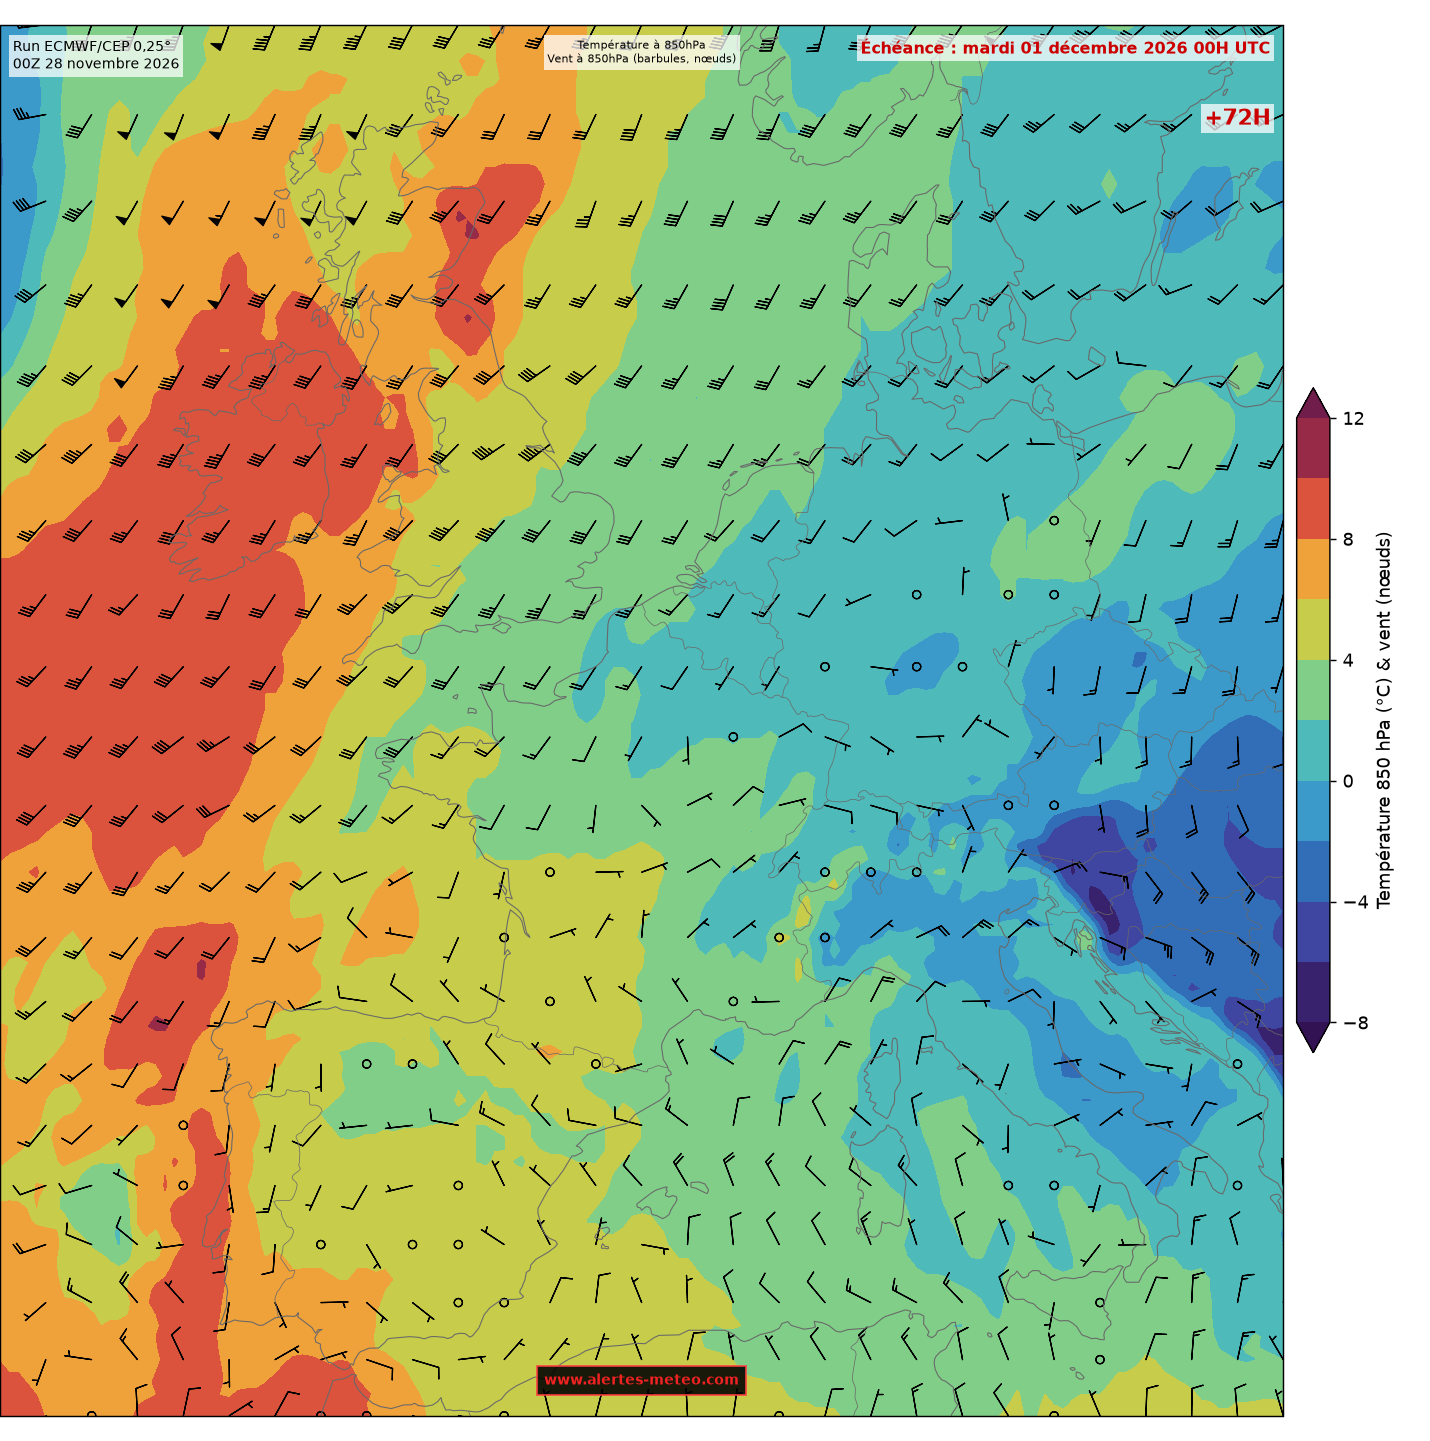 Run ECMWF/CEP 0,25°
00Z 28 novembre 2026
Température à 850hPa
Vent à 850hPa (barbules, nœuds)
Échéance : mardi 01 décembre 2026 00H UTC
+72H
12
8
4
0
−4
−8
Température 850 hPa (°C) & vent (nœuds)
www.alertes-meteo.com